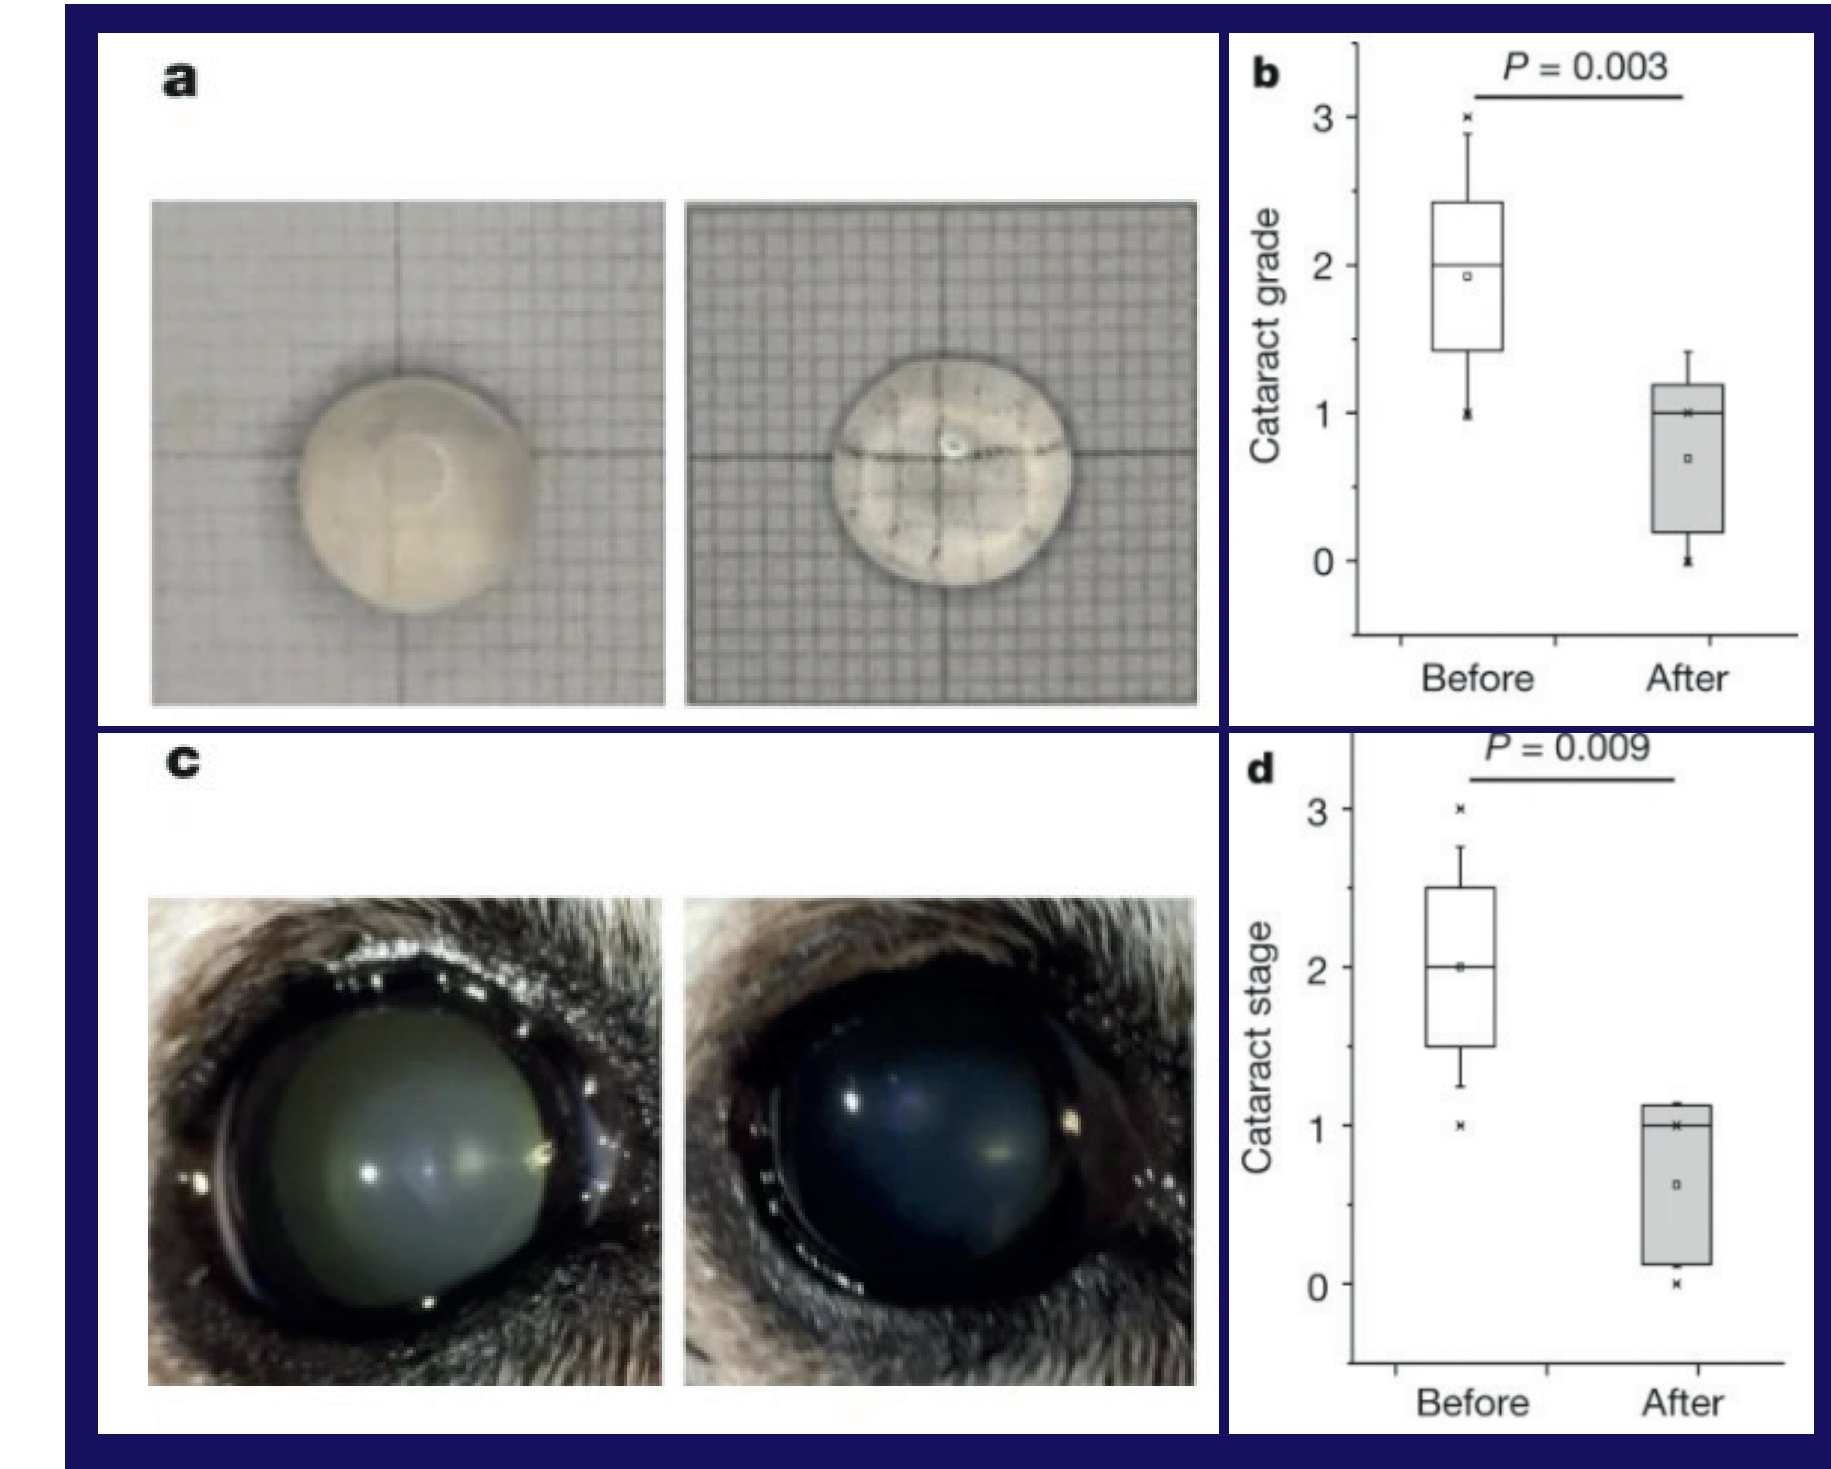 a
b
P = 0.003
3
2
1
0
Cataract grade
Before
After
c
d
P = 0.009
3
2
1
0
Cataract stage
Before
After